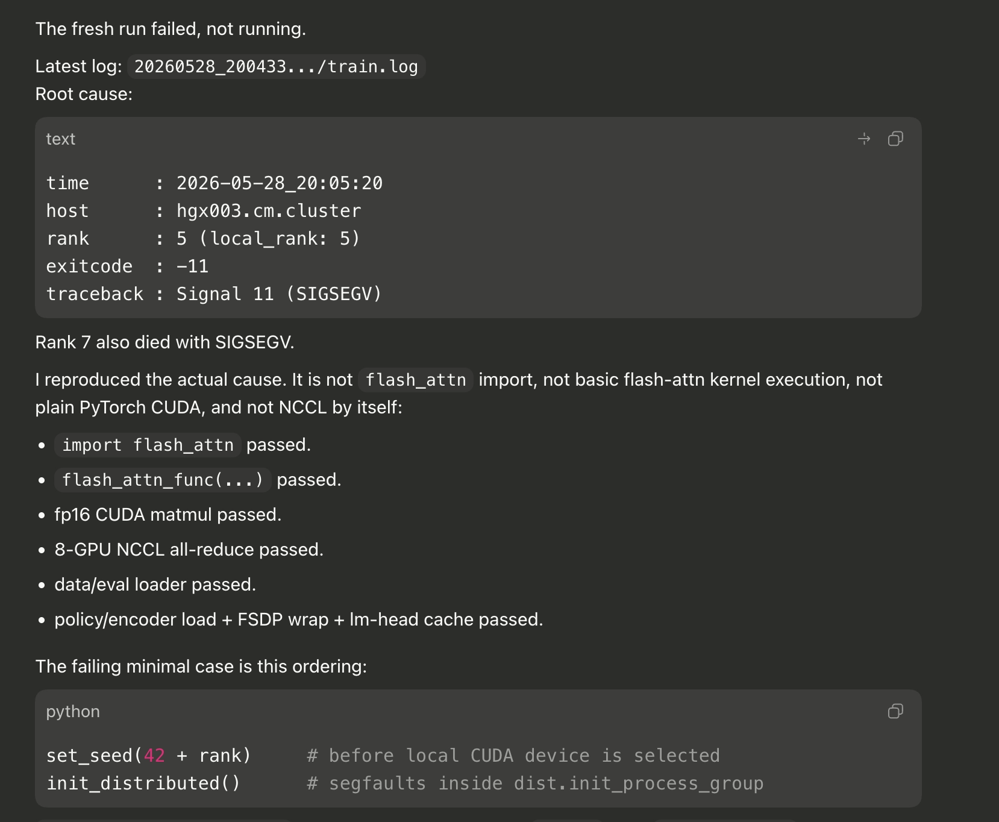 The fresh run failed, not running.
Latest log: 20260528_200433.../train.log
Root cause:
text
time      : 2026-05-28_20:05:20
host      : hgx003.cm.cluster
rank      : 5 (local_rank: 5)
exitcode  : -11
traceback : Signal 11 (SIGSEGV)
Rank 7 also died with SIGSEGV.
I reproduced the actual cause. It is not flash_attn import, not basic flash-attn kernel execution, not
plain PyTorch CUDA, and not NCCL by itself:
• import flash_attn passed.
• flash_attn_func(...) passed.
• fp16 CUDA matmul passed.
• 8-GPU NCCL all-reduce passed.
• data/eval loader passed.
• policy/encoder load + FSDP wrap + lm-head cache passed.
The failing minimal case is this ordering:
python
set_seed(42 + rank)     # before local CUDA device is selected
init_distributed()      # segfaults inside dist.init_process_group